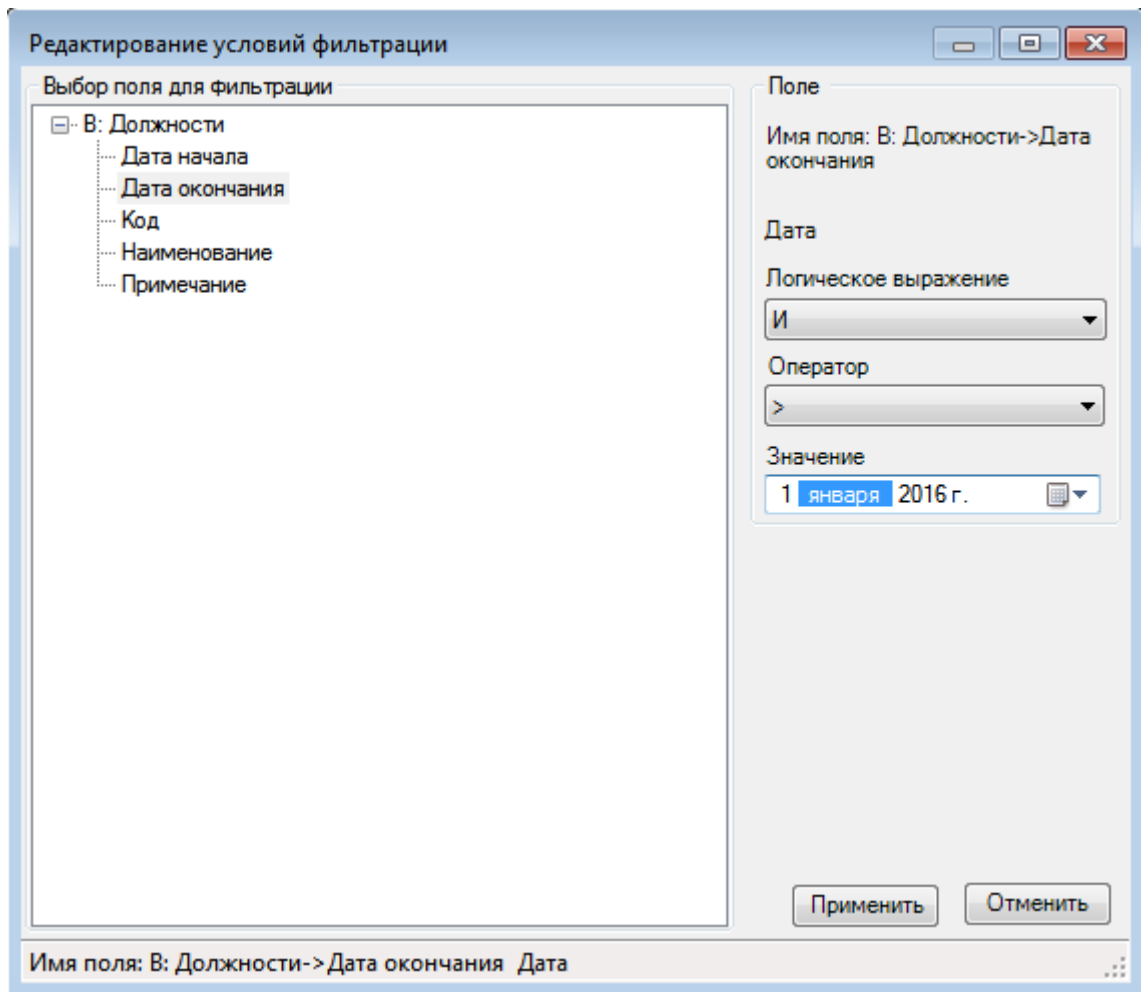 Редактирование условий фильтрации
Выбор поля для фильтрации
В: Должности
Дата начала
Дата окончания
Код
Наименование
Примечание
Поле
Имя поля: В: Должности->Дата
окончания
Дата
Логическое выражение
И
Оператор
>
Значение
1 января 2016 г.
Применить
Отменить
Имя поля: В: Должности->Дата окончания Дата